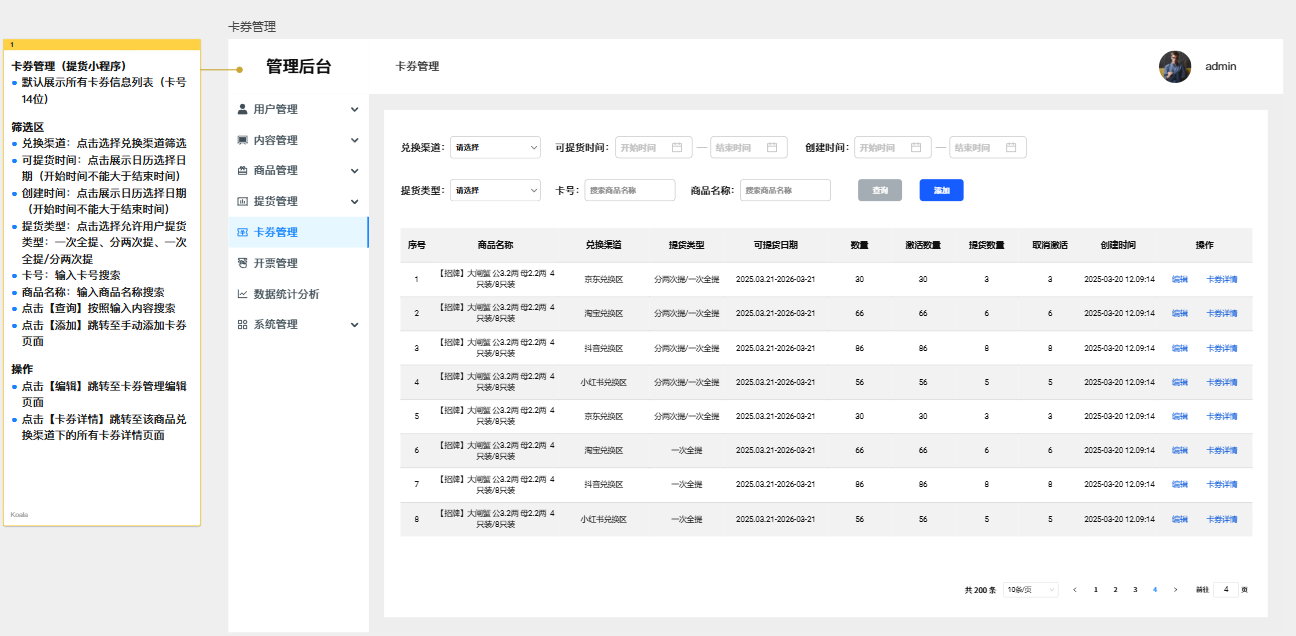 卡券管理
1
卡券管理（提货小程序）
默认展示所有卡券信息列表（卡号
14位）
筛选区
兑换渠道：点击选择兑换渠道筛选
可提货时间：点击展示日历选择日
期（开始时间不能大于结束时间）
创建时间：点击展示日历选择日期
（开始时间不能大于结束时间）
提货类型：点击选择允许用户提货
类型：一次全提、分两次提、一次
全提/分两次提
卡号：输入卡号搜索
商品名称：输入商品名称搜索
点击【查询】按照输入内容搜索
点击【添加】跳转至手动添加卡券
页面
操作
点击【编辑】跳转至卡券管理编辑
页面
点击【卡券详情】跳转至该商品兑
换渠道下的所有卡券详情页面
Koala
管理后台
卡券管理
admin
用户管理
内容管理
商品管理
提货管理
卡券管理
开票管理
数据统计分析
系统管理
兑换渠道： 请选择 可提货时间： 开始时间 — 结束时间 创建时间： 开始时间 — 结束时间
提货类型： 请选择 卡号： 搜索商品名称 商品名称： 搜索商品名称 查询 添加
序号 商品名称 兑换渠道 提货类型 可提货日期 数量 激活数量 提货数量 取消激活 创建时间 操作
1 【招牌】大闸蟹 公3.2两 母2.2两 4
只装/8只装 京东兑换区 分两次提/一次全提 2025.03.21-2026-03-21 30 30 3 3 2025-03-20 12.09:14 编辑 卡券详情
2 【招牌】大闸蟹 公3.2两 母2.2两 4
只装/8只装 淘宝兑换区 分两次提/一次全提 2025.03.21-2026-03-21 66 66 6 6 2025-03-20 12.09:14 编辑 卡券详情
3 【招牌】大闸蟹 公3.2两 母2.2两 4
只装/8只装 抖音兑换区 分两次提/一次全提 2025.03.21-2026-03-21 86 86 8 8 2025-03-20 12.09:14 编辑 卡券详情
4 【招牌】大闸蟹 公3.2两 母2.2两 4
只装/8只装 小红书兑换区 分两次提/一次全提 2025.03.21-2026-03-21 56 56 5 5 2025-03-20 12.09:14 编辑 卡券详情
5 【招牌】大闸蟹 公3.2两 母2.2两 4
只装/8只装 京东兑换区 分两次提/一次全提 2025.03.21-2026-03-21 30 30 3 3 2025-03-20 12.09:14 编辑 卡券详情
6 【招牌】大闸蟹 公3.2两 母2.2两 4
只装/8只装 淘宝兑换区 一次全提 2025.03.21-2026-03-21 66 66 6 6 2025-03-20 12.09:14 编辑 卡券详情
7 【招牌】大闸蟹 公3.2两 母2.2两 4
只装/8只装 抖音兑换区 一次全提 2025.03.21-2026-03-21 86 86 8 8 2025-03-20 12.09:14 编辑 卡券详情
8 【招牌】大闸蟹 公3.2两 母2.2两 4
只装/8只装 小红书兑换区 一次全提 2025.03.21-2026-03-21 56 56 5 5 2025-03-20 12.09:14 编辑 卡券详情
共 200 条 10条/页 < 1 2 3 4 > 前往 4 页